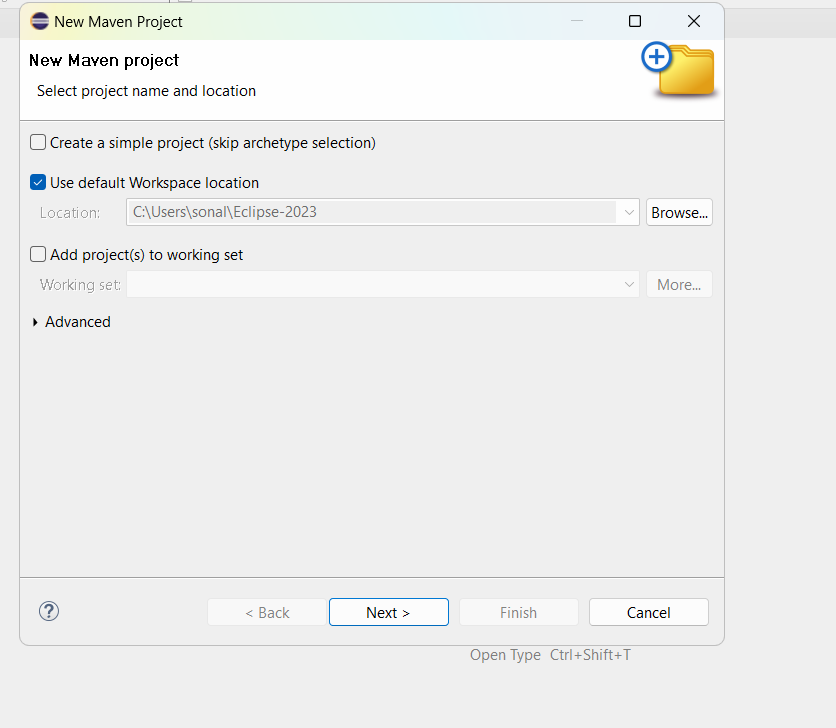 New Maven Project
New Maven project
Select project name and location
Create a simple project (skip archetype selection)
Use default Workspace location
Location: C:\Users\sonal\Eclipse-2023 Browse...
Add project(s) to working set
Working set: More...
Advanced
? < Back Next > Finish Cancel
Open Type Ctrl+Shift+T